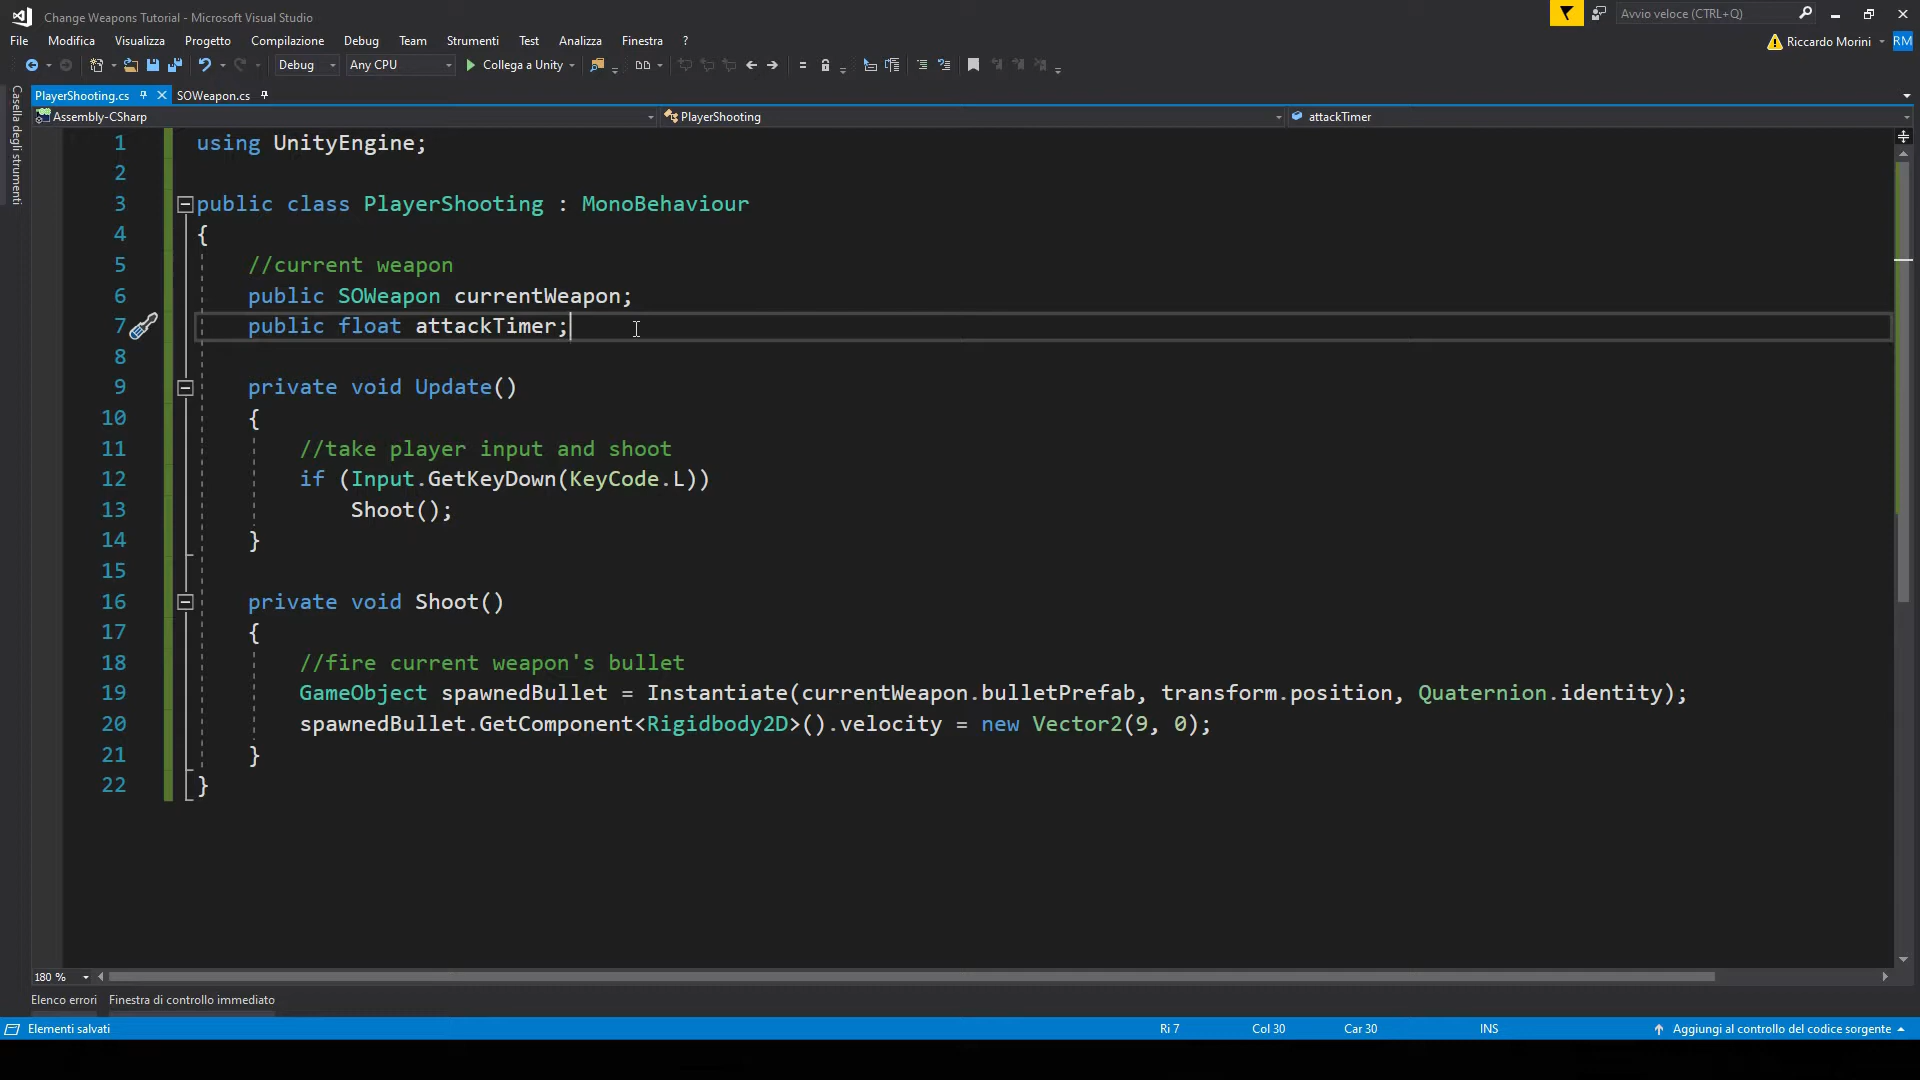 Change Weapons Tutorial - Microsoft Visual Studio
Avvio veloce (CTRL+Q)
File Modifica Visualizza Progetto Compilazione Debug Team Strumenti Test Analizza Finestra ?
Riccardo Morini RM
Debug Any CPU Collega a Unity
Casella degli strumenti
PlayerShooting.cs SOWeapon.cs
Assembly-CSharp PlayerShooting attackTimer
1 using UnityEngine;
2
3 public class PlayerShooting : MonoBehaviour
4 {
5 //current weapon
6 public SOWeapon currentWeapon;
7 public float attackTimer;
8
9 private void Update()
10 {
11 //take player input and shoot
12 if (Input.GetKeyDown(KeyCode.L))
13 Shoot();
14 }
15
16 private void Shoot()
17 {
18 //fire current weapon's bullet
19 GameObject spawnedBullet = Instantiate(currentWeapon.bulletPrefab, transform.position, Quaternion.identity);
20 spawnedBullet.GetComponent<Rigidbody2D>().velocity = new Vector2(9, 0);
21 }
22 }
180 %
Elenco errori Finestra di controllo immediato
Elementi salvati Ri 7 Col 30 Car 30 INS Aggiungi al controllo del codice sorgente